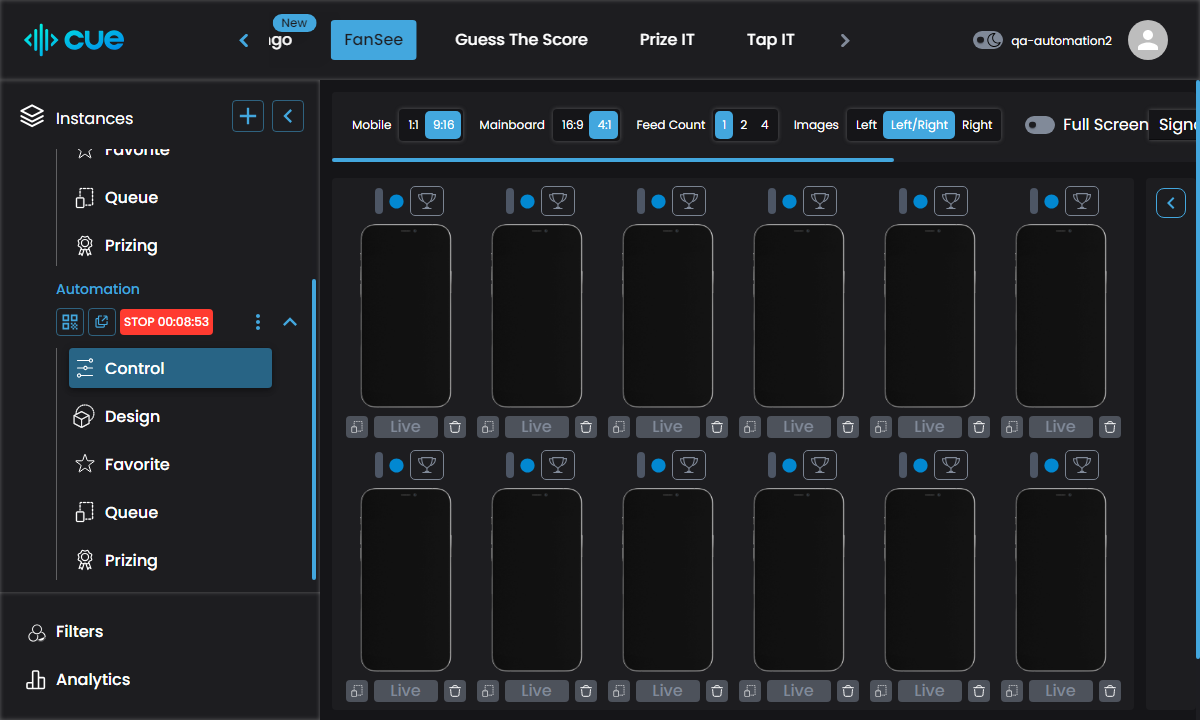 cue
New
ngo
FanSee
Guess The Score
Prize IT
Tap IT
qa-automation2
Instances
Favorite
Queue
Prizing
Automation
STOP 00:08:53
Control
Design
Favorite
Queue
Prizing
Filters
Analytics
Mobile 1:1 9:16 Mainboard 16:9 4:1 Feed Count 1 2 4 Images Left Left/Right Right Full Screen Signe
Live Live Live Live Live Live
Live Live Live Live Live Live